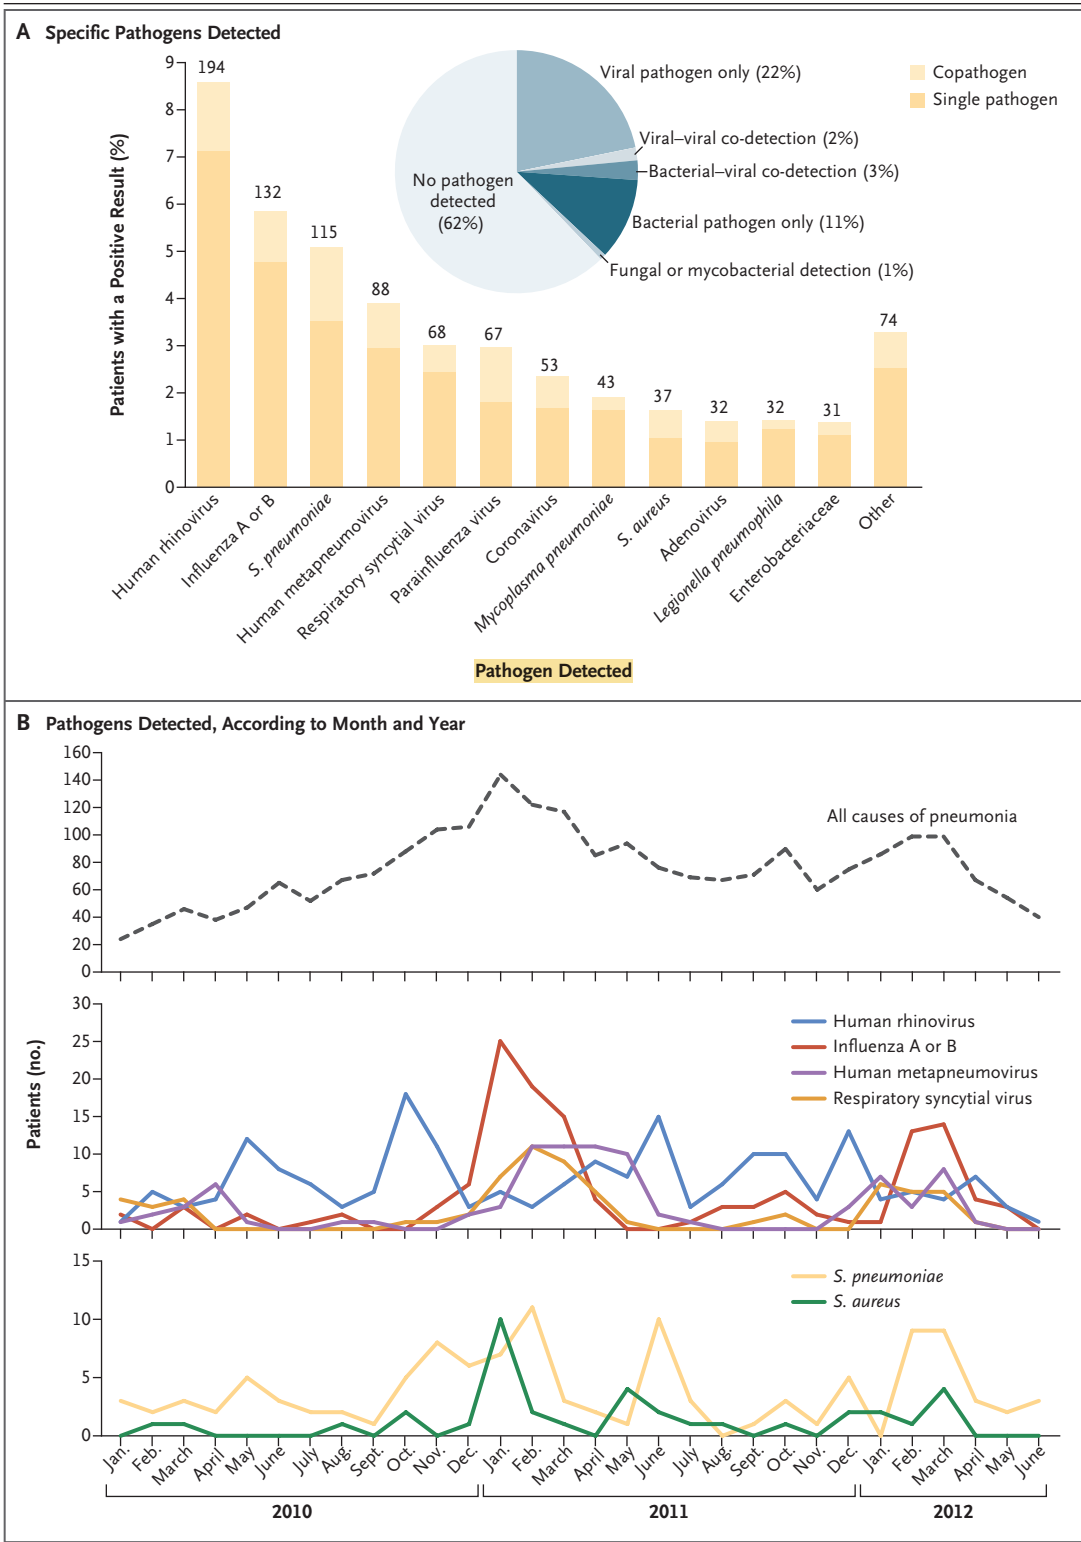 A Specific Pathogens Detected
Patients with a Positive Result (%)
9
8
7
6
5
4
3
2
1
0
194
132
115
88
68
67
53
43
37
32
32
31
74
Viral pathogen only (22%)
Viral–viral co-detection (2%)
Bacterial–viral co-detection (3%)
Bacterial pathogen only (11%)
Fungal or mycobacterial detection (1%)
No pathogen
detected
(62%)
Copathogen
Single pathogen
Human rhinovirus
Influenza A or B
S. pneumoniae
Human metapneumovirus
Respiratory syncytial virus
Parainfluenza virus
Coronavirus
Mycoplasma pneumoniae
S. aureus
Adenovirus
Legionella pneumophila
Enterobacteriaceae
Other
Pathogen Detected
B Pathogens Detected, According to Month and Year
Patients (no.)
160
140
120
100
80
60
40
20
0
All causes of pneumonia
30
25
20
15
10
5
0
Human rhinovirus
Influenza A or B
Human metapneumovirus
Respiratory syncytial virus
15
10
5
0
S. pneumoniae
S. aureus
Jan.
Feb.
March
April
May
June
July
Aug.
Sept.
Oct.
Nov.
Dec.
Jan.
Feb.
March
April
May
June
July
Aug.
Sept.
Oct.
Nov.
Dec.
Jan.
Feb.
March
April
May
June
2010
2011
2012